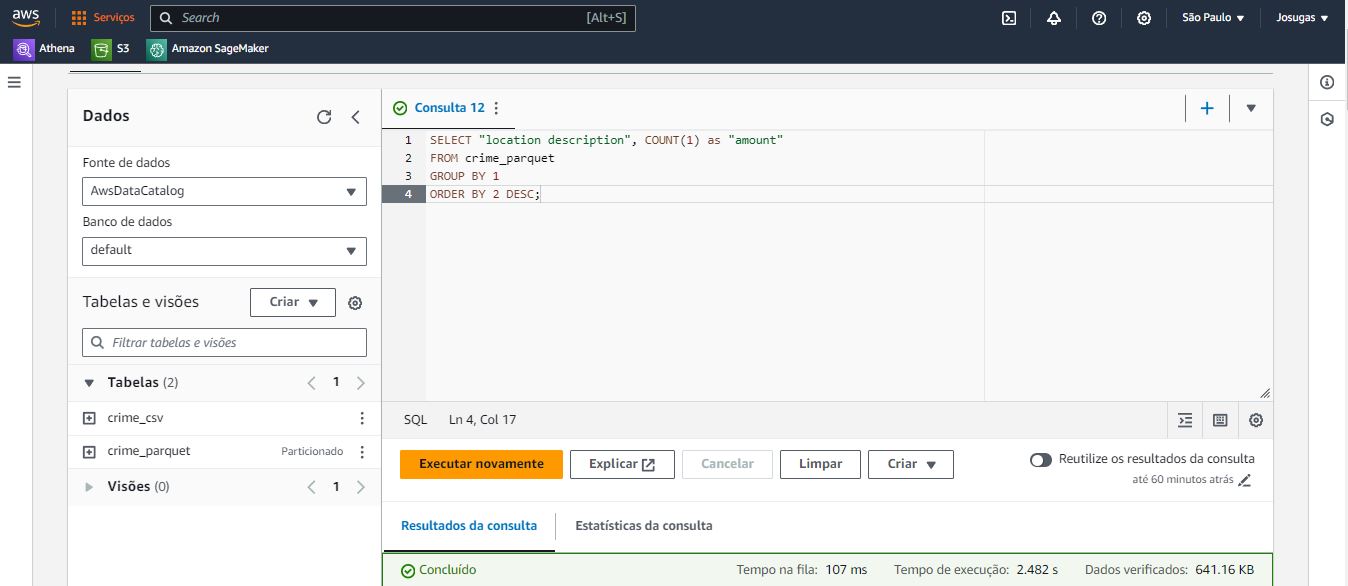 aws Serviços Search [Alt+S] São Paulo Josugas
Athena S3 Amazon SageMaker
Dados
Fonte de dados
AwsDataCatalog
Banco de dados
default
Tabelas e visões Criar
Filtrar tabelas e visões
Tabelas (2) 1
crime_csv
crime_parquet Particionado
Visões (0) 1
Consulta 12
1 SELECT "location description", COUNT(1) as "amount"
2 FROM crime_parquet
3 GROUP BY 1
4 ORDER BY 2 DESC;
SQL Ln 4, Col 17
Executar novamente Explicar Cancelar Limpar Criar
Reutilize os resultados da consulta
até 60 minutos atrás
Resultados da consulta Estatísticas da consulta
Concluído Tempo na fila: 107 ms Tempo de execução: 2.482 s Dados verificados: 641.16 KB